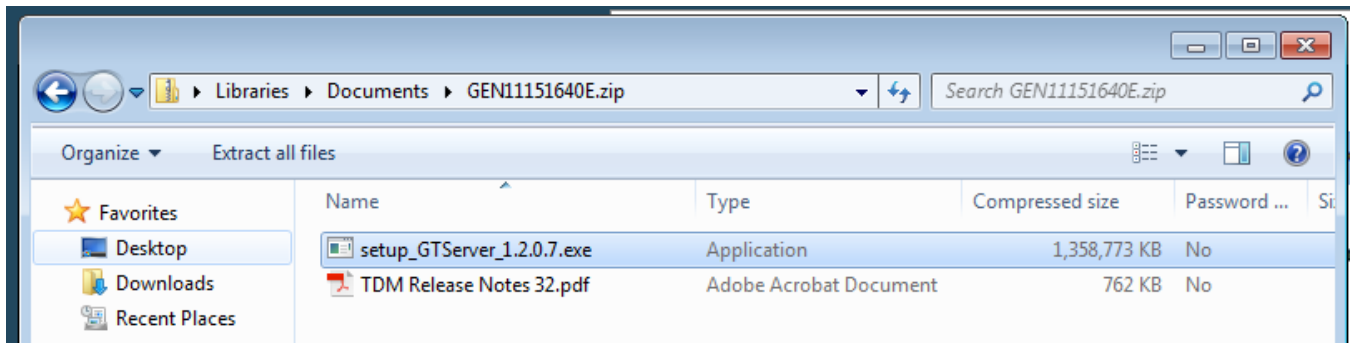 Libraries Documents GEN11151640E.zip Search GEN11151640E.zip
Organize Extract all files
Favorites
Desktop
Downloads
Recent Places
Name Type Compressed size Password ... Si
setup_GTServer_1.2.0.7.exe Application 1,358,773 KB No
TDM Release Notes 32.pdf Adobe Acrobat Document 762 KB No